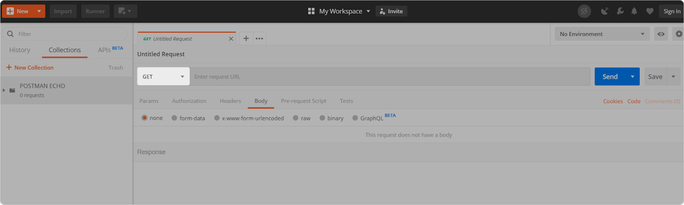 New Import Runner My Workspace Invite Sign In
Filter
GET Untitled Request No Environment
History Collections APIs BETA
Untitled Request
New Collection Trash
GET Enter request URL Send Save
POSTMAN ECHO
0 requests
Params Authorization Headers Body Pre-request Script Tests Cookies Code Comments (0)
none form-data x-www-form-urlencoded raw binary GraphQL BETA
This request does not have a body
Response